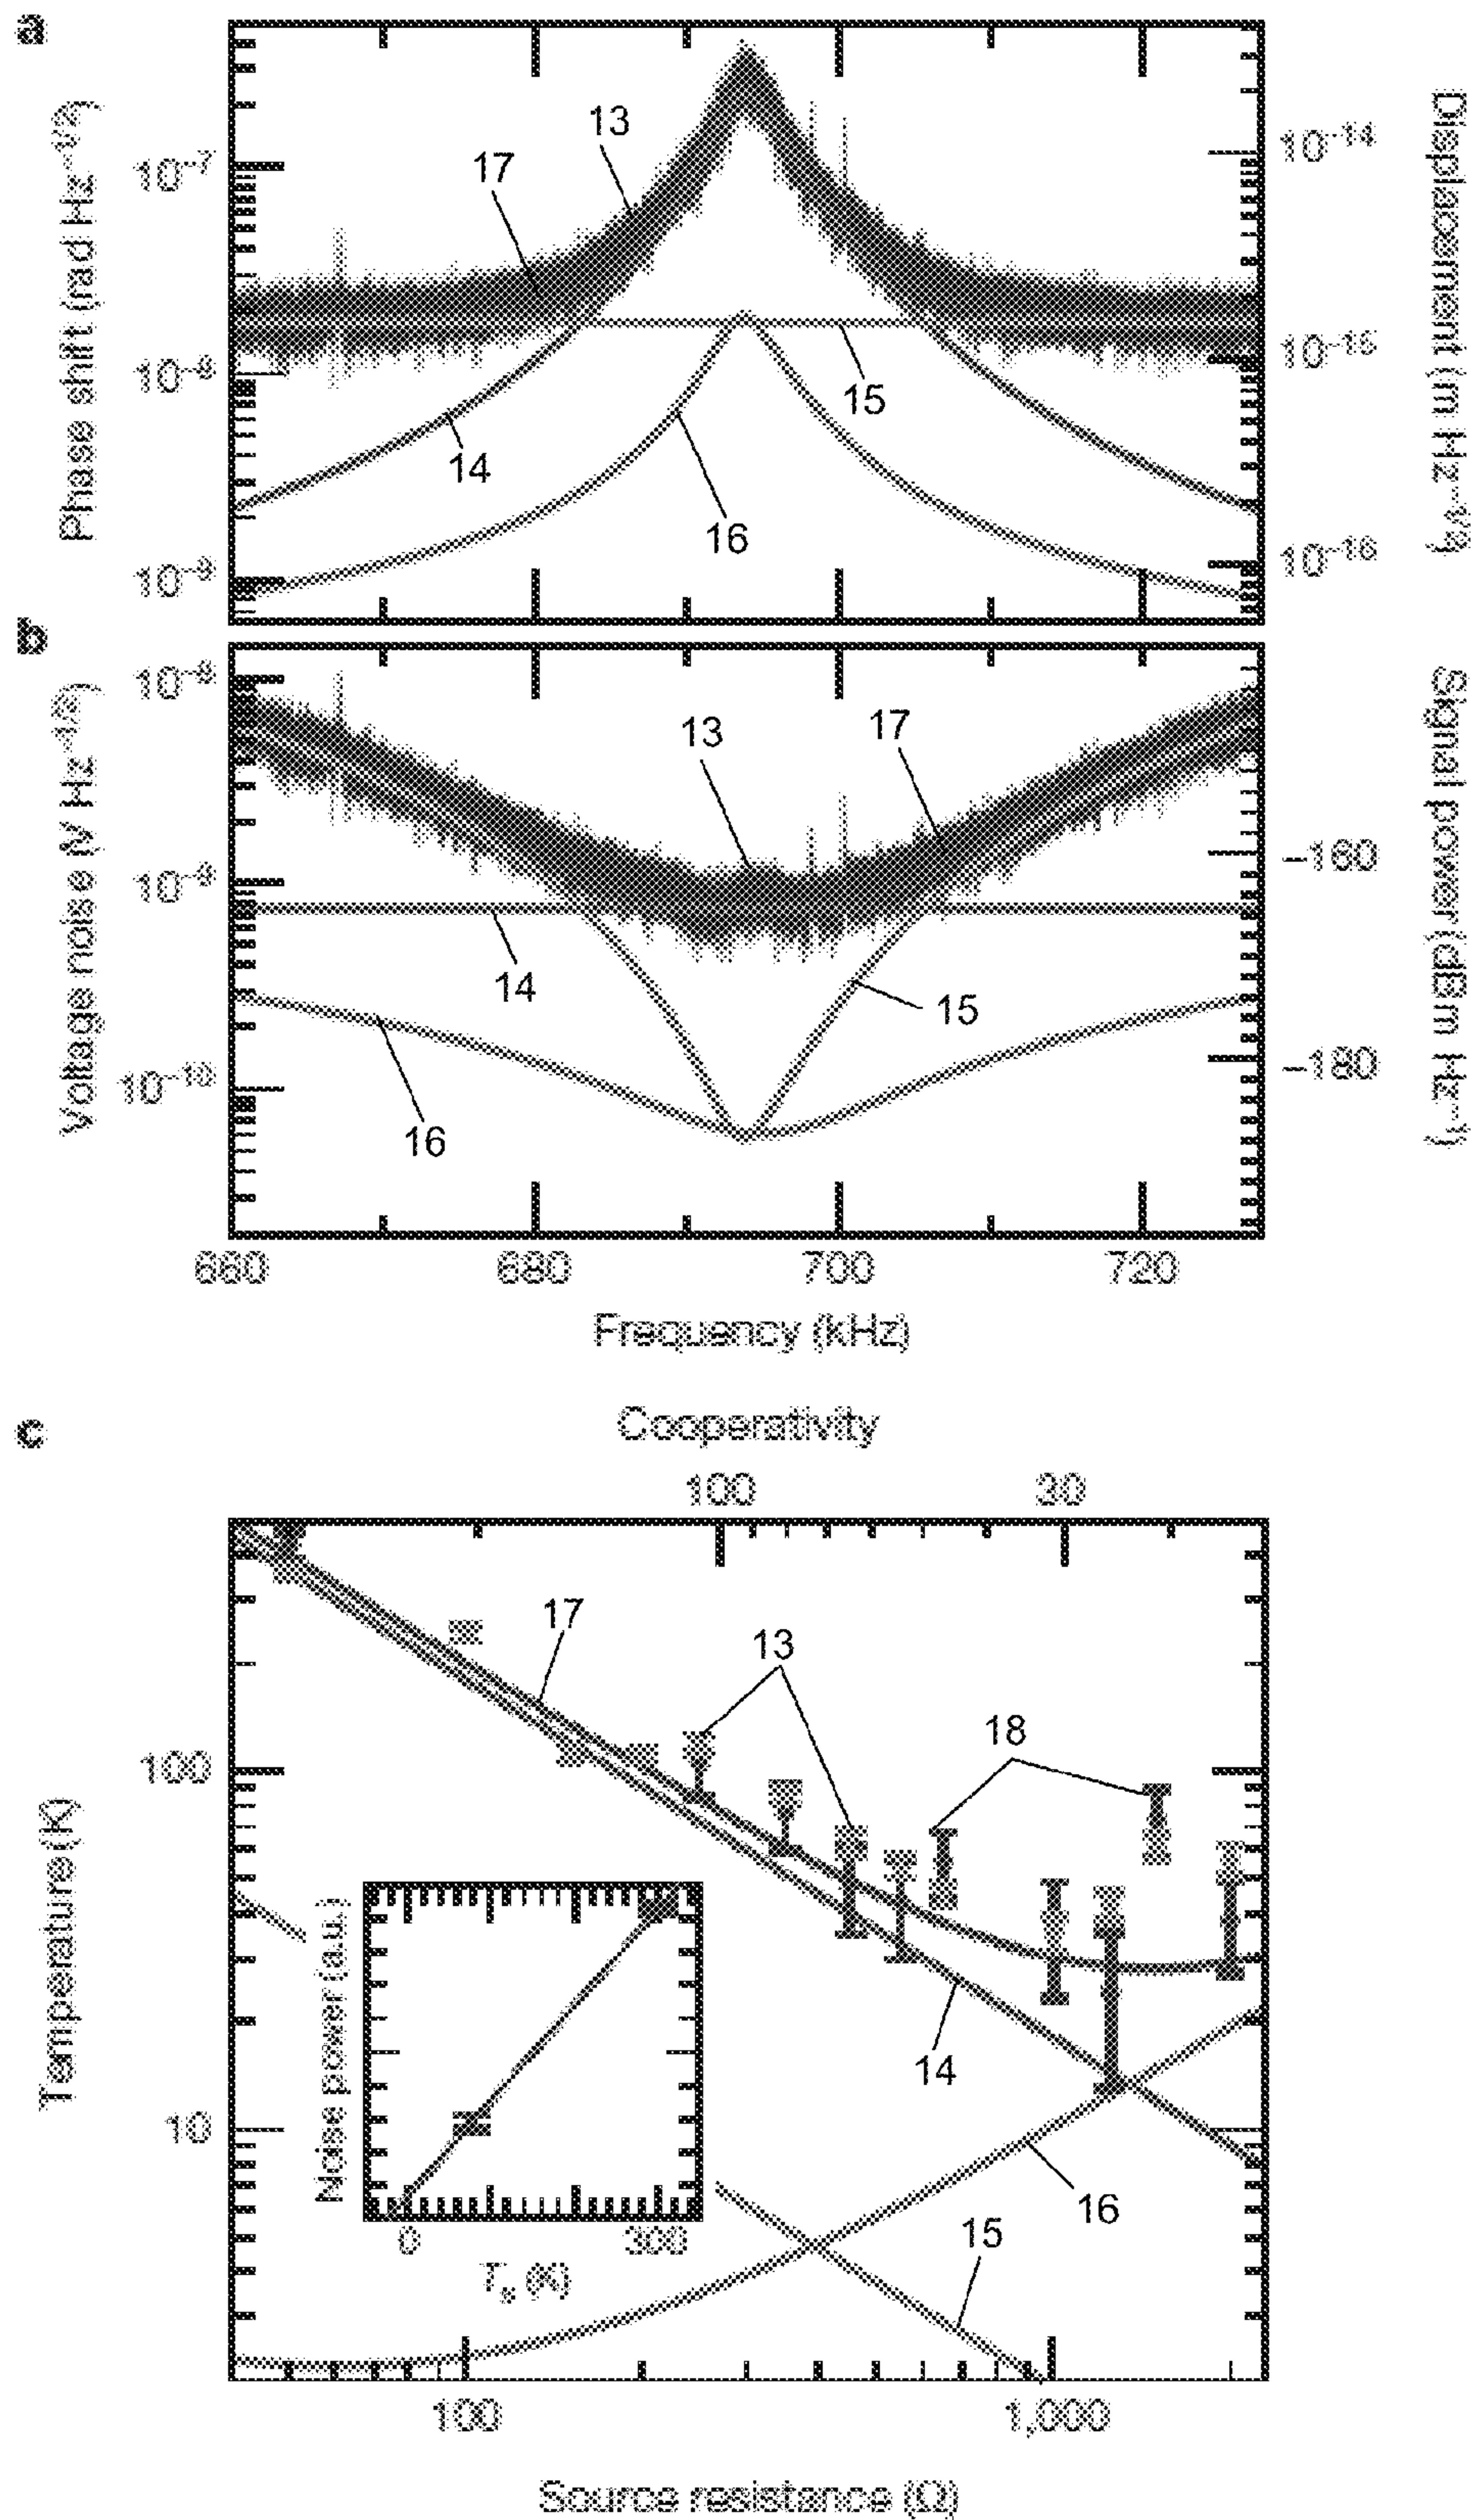 a
Phase shift (rad Hz⁻¹/²)
10⁻⁷
10⁻⁸
10⁻⁹
13
17
14
15
16
10⁻¹⁴
10⁻¹⁵
10⁻¹⁶
Displacement (m Hz⁻¹/²)
b
Voltage noise (V Hz⁻¹/²)
10⁻⁸
10⁻⁹
10⁻¹⁰
13
17
14
15
16
−160
−180
Signal power (dBm Hz⁻¹)
660 680 700 720
Frequency (kHz)
c
Cooperativity
100 30
Temperature (K)
100
10
17
13
18
14
16
15
Noise power (a.u.)
0 300
Tₛ (K)
100 1,000
Source resistance (Ω)